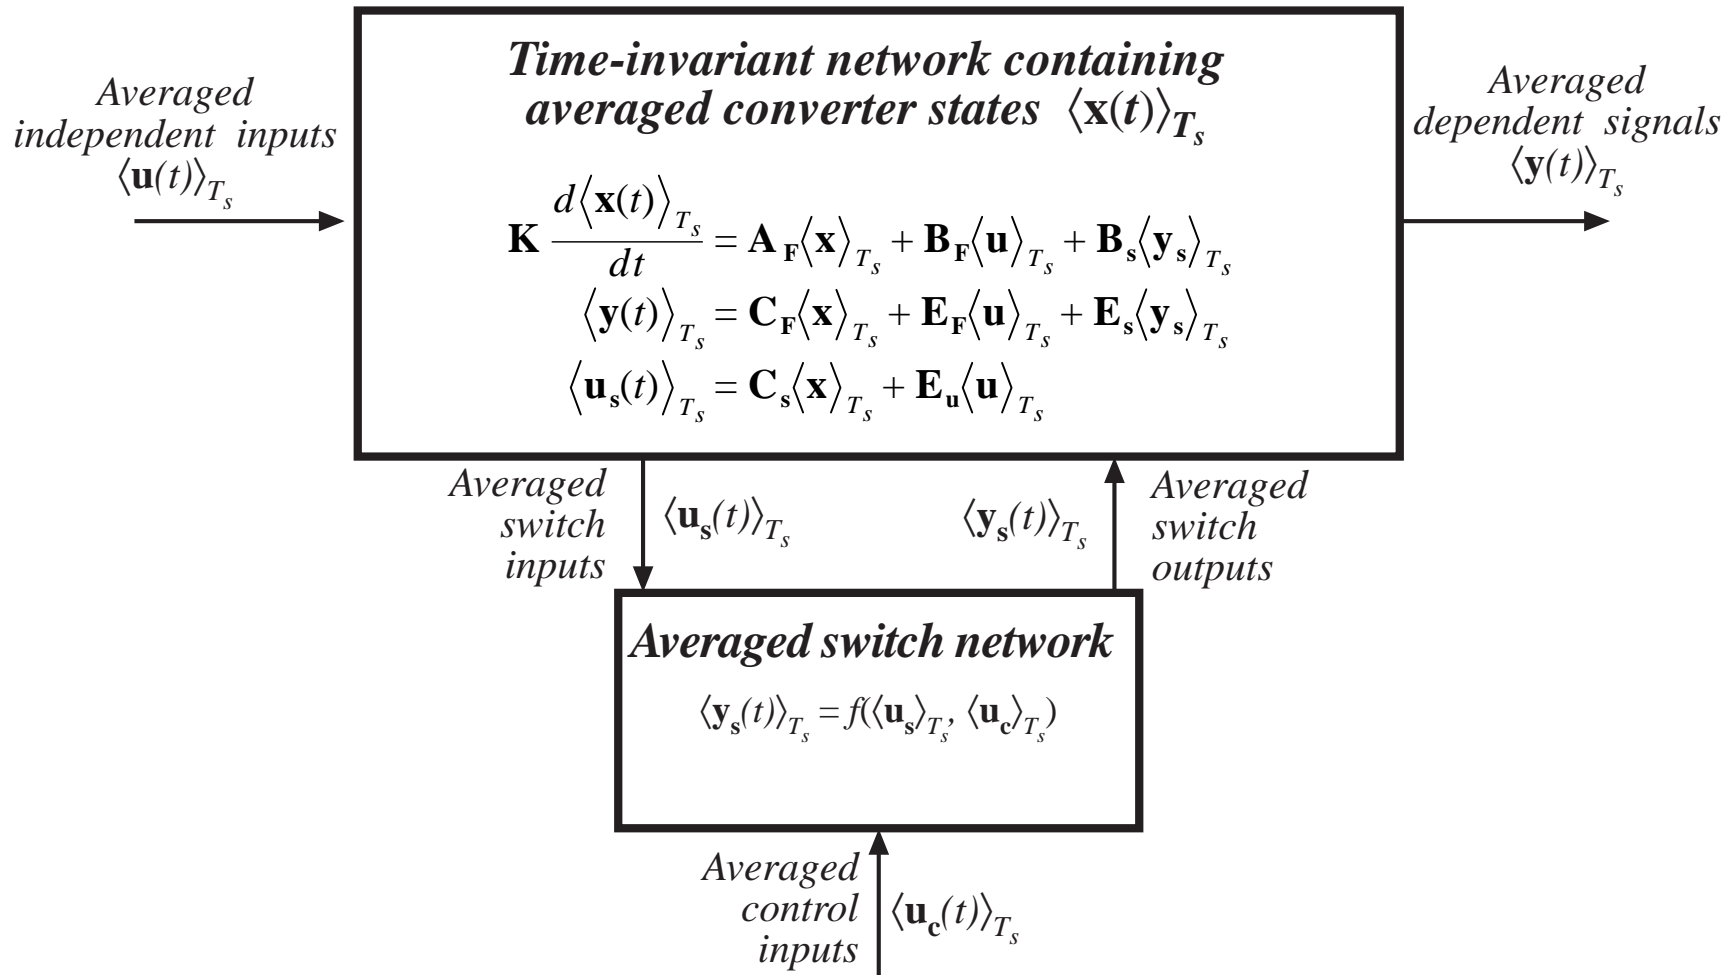 Time-invariant network containing
averaged converter states ⟨x(t)⟩_{T_s}
Averaged
independent inputs
⟨u(t)⟩_{T_s}
Averaged
dependent signals
⟨y(t)⟩_{T_s}
K d⟨x(t)⟩_{T_s}/dt = A_F⟨x⟩_{T_s} + B_F⟨u⟩_{T_s} + B_s⟨y_s⟩_{T_s}
⟨y(t)⟩_{T_s} = C_F⟨x⟩_{T_s} + E_F⟨u⟩_{T_s} + E_s⟨y_s⟩_{T_s}
⟨u_s(t)⟩_{T_s} = C_s⟨x⟩_{T_s} + E_u⟨u⟩_{T_s}
Averaged
switch
inputs
⟨u_s(t)⟩_{T_s}
⟨y_s(t)⟩_{T_s}
Averaged
switch
outputs
Averaged switch network
⟨y_s(t)⟩_{T_s} = f(⟨u_s⟩_{T_s}, ⟨u_c⟩_{T_s})
Averaged
control
inputs
⟨u_c(t)⟩_{T_s}